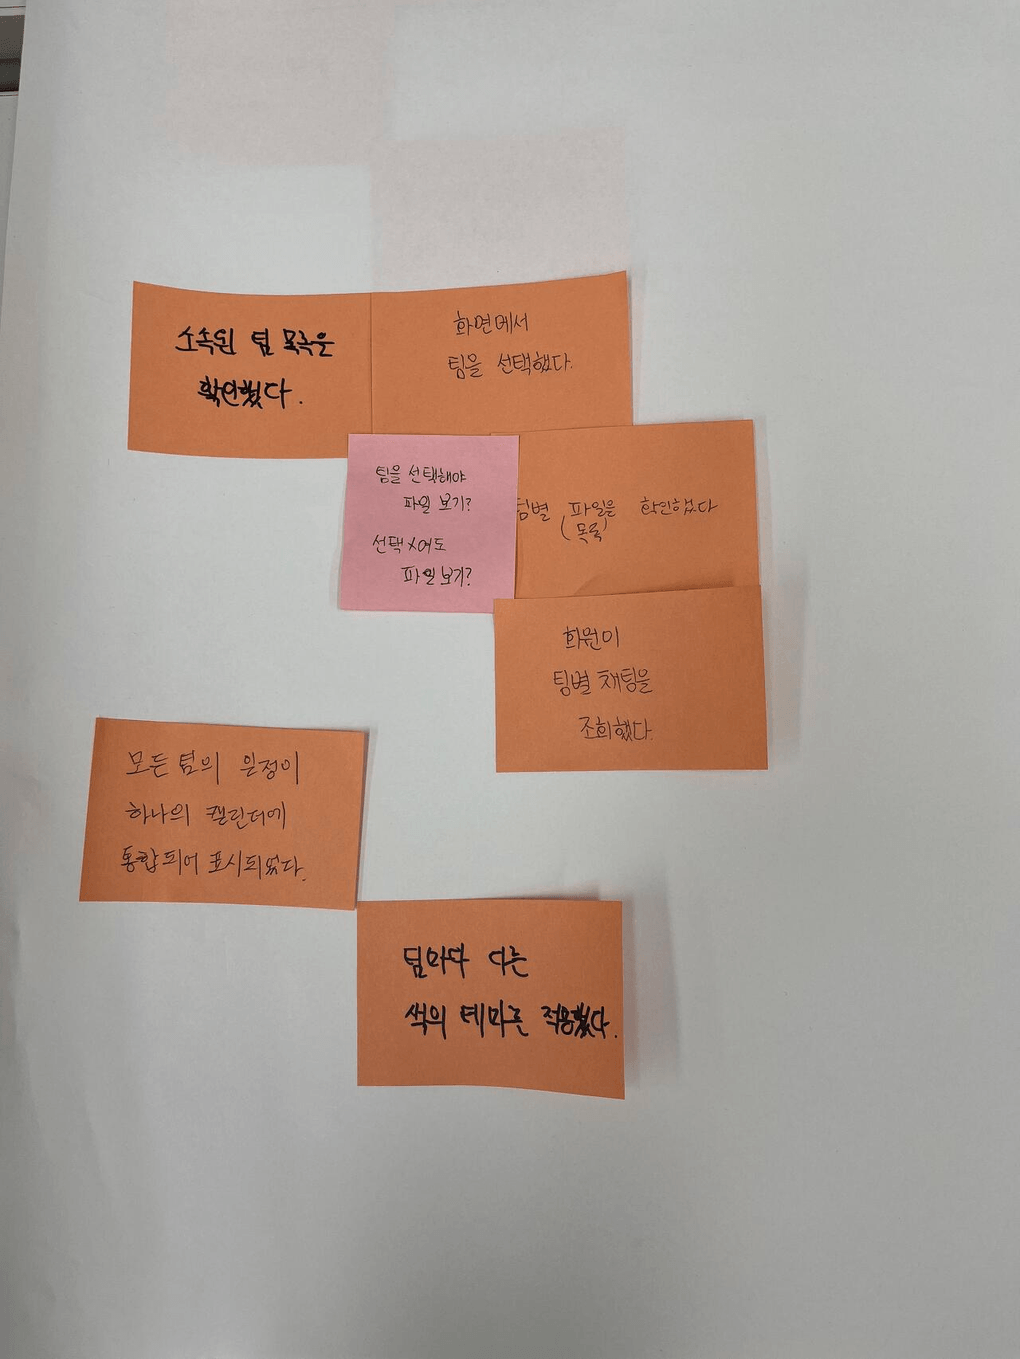 소속된 팀 목록을
확인했다.
화면에서
팀을 선택했다.
팀을 선택해야
파일 보기?
선택 X여도
파일 보기?
팀별 파일을 확인했다
(목록)
회원이
팀별 채팅을
조회했다.
모든 팀의 일정이
하나의 캘린더에
통합되어 표시되었다.
팀마다 다른
색의 테마를 적용했다.